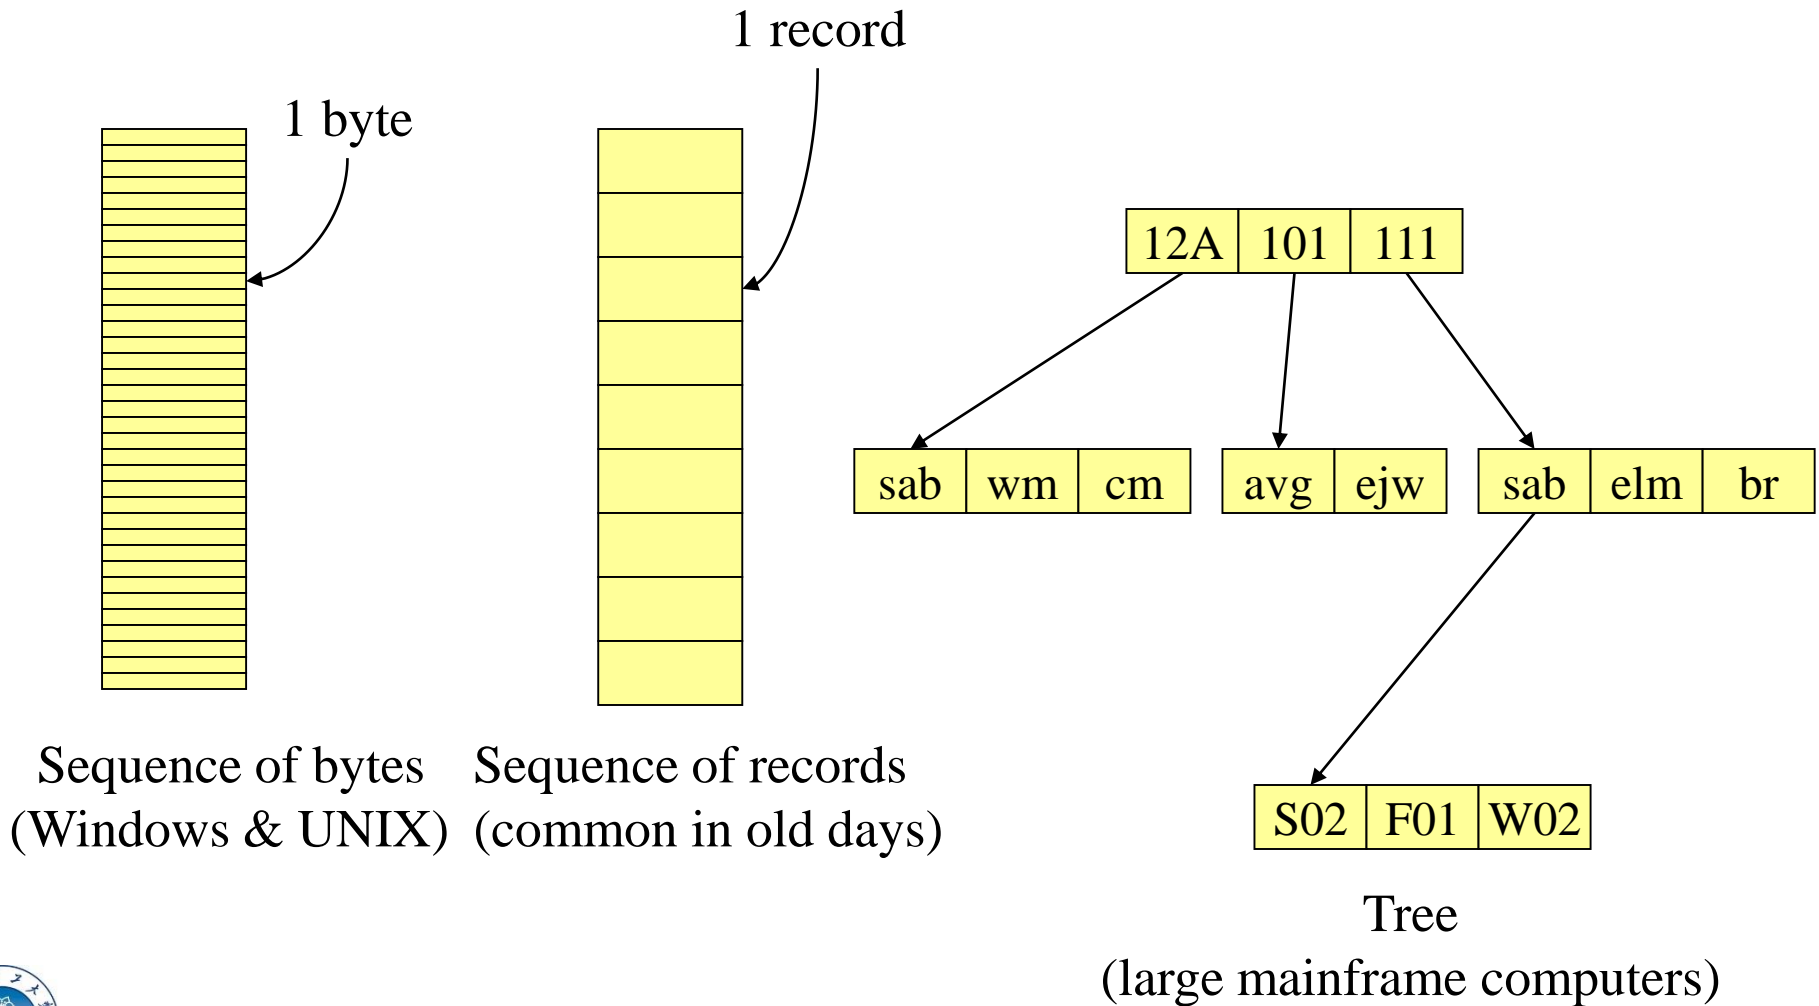 1 record
1 byte
12A 101 111
sab wm cm
avg ejw
sab elm br
S02 F01 W02
Sequence of bytes
(Windows & UNIX)
Sequence of records
(common in old days)
Tree
(large mainframe computers)